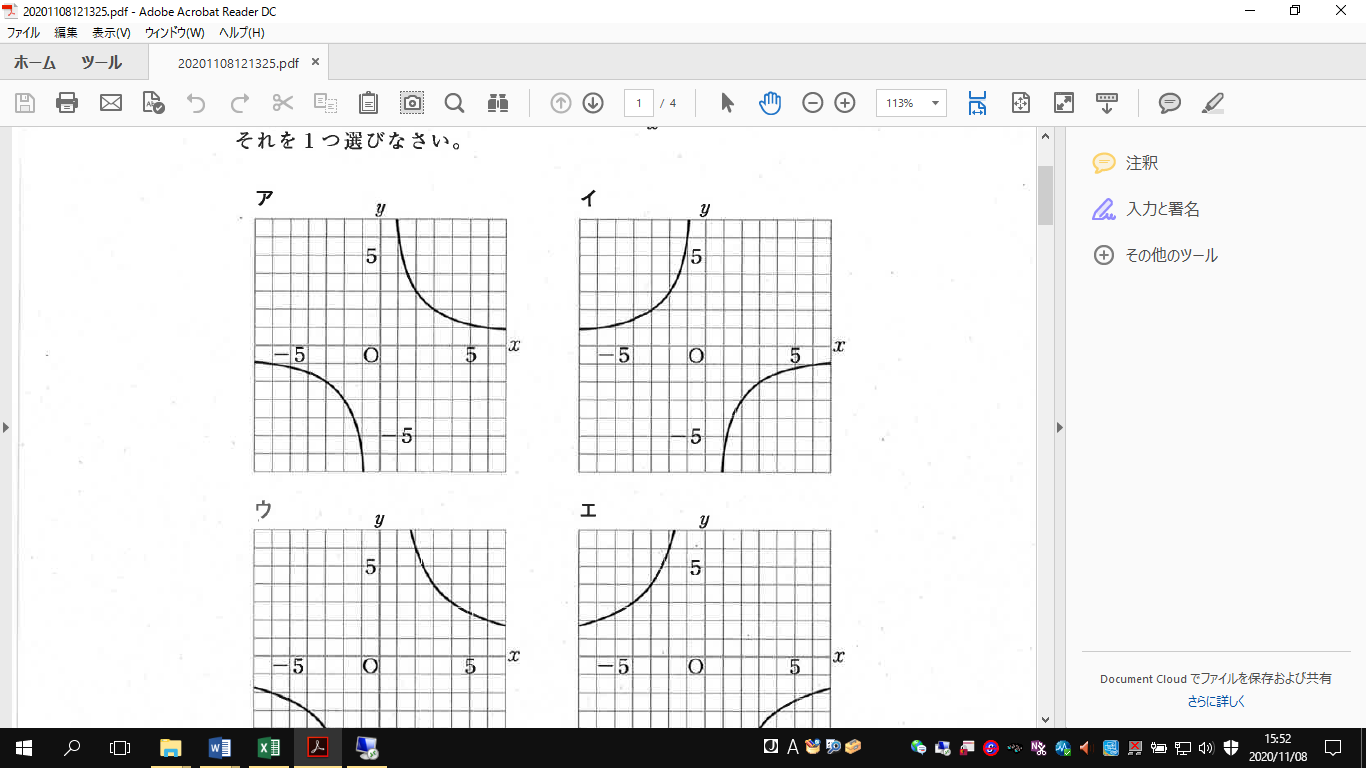 20201108121325.pdf - Adobe Acrobat Reader DC
ファイル 編集 表示(V) ウィンドウ(W) ヘルプ(H)
ホーム ツール 20201108121325.pdf ×
1 / 4 113%
それを１つ選びなさい。
ア
y
5
-5 O 5 x
-5
イ
y
5
-5 O 5 x
-5
ウ
y
5
-5 O 5 x
エ
y
5
-5 O 5 x
注釈
入力と署名
その他のツール
Document Cloud でファイルを保存および共有
さらに詳しく
A
15:52
2020/11/08